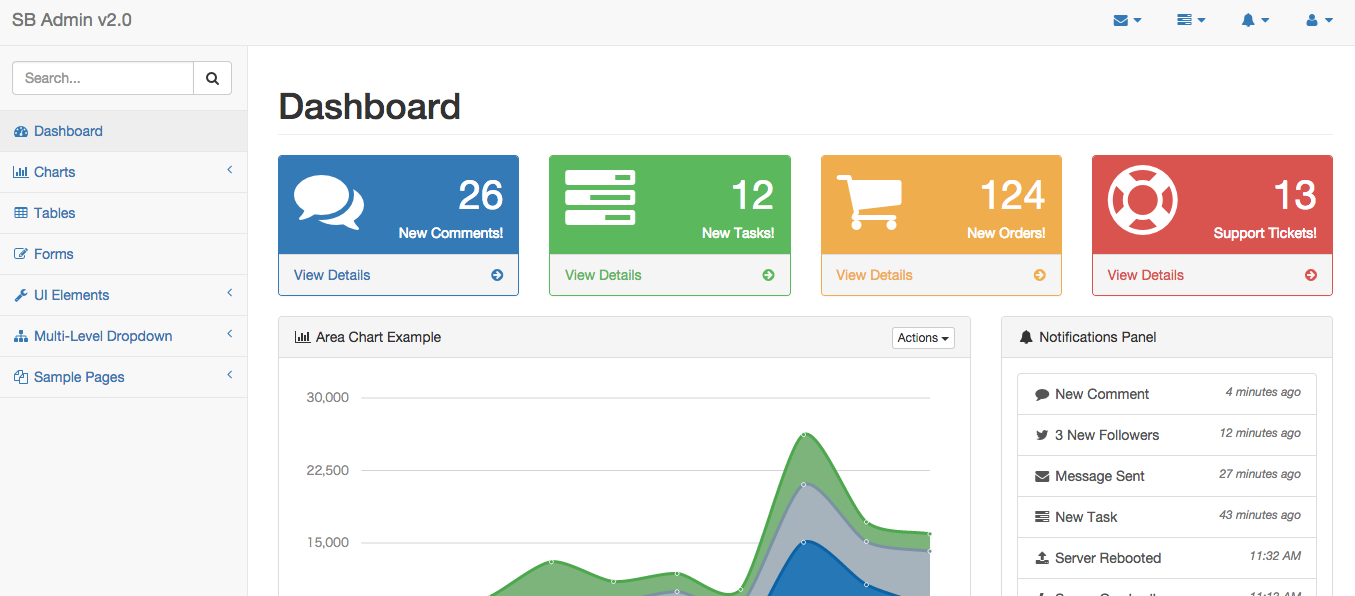 SB Admin v2.0
Search...
Dashboard
Charts
Tables
Forms
UI Elements
Multi-Level Dropdown
Sample Pages
Dashboard
26
New Comments!
View Details
12
New Tasks!
View Details
124
New Orders!
View Details
13
Support Tickets!
View Details
Area Chart Example
Actions
30,000
22,500
15,000
Notifications Panel
New Comment 4 minutes ago
3 New Followers 12 minutes ago
Message Sent 27 minutes ago
New Task 43 minutes ago
Server Rebooted 11:32 AM